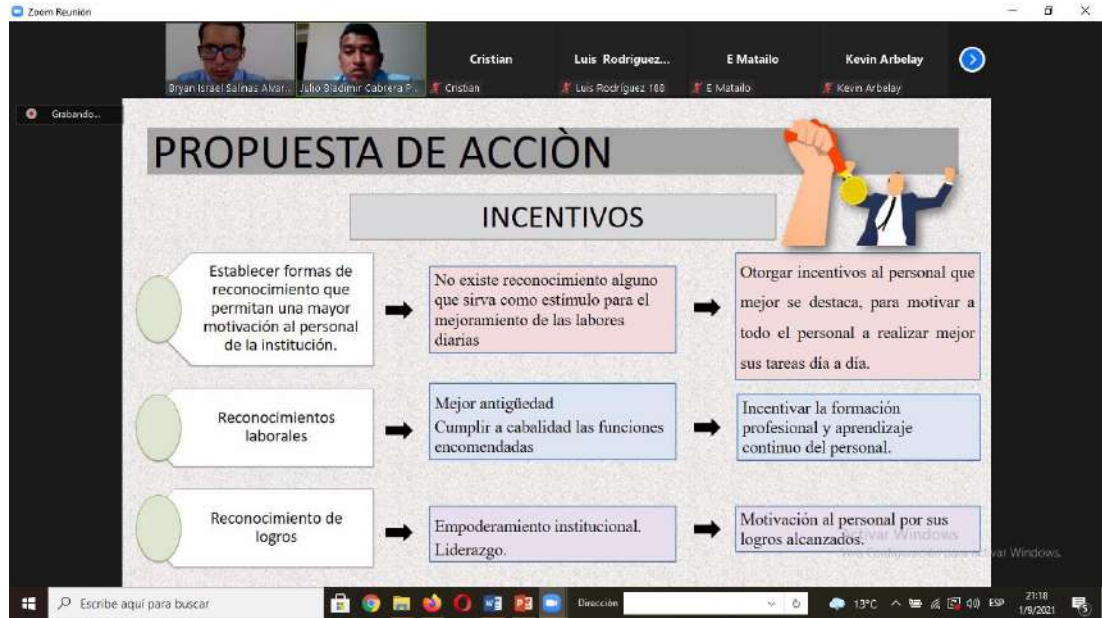 Zoom Reunión
Cristian
Luis Rodríguez...
E Matailo
Kevin Arbelay
Bryan Israel Salinas Alvar...
Julio Bladimir Cabrera P...
Cristian
Luis Rodríguez 188
E Matailo
Kevin Arbelay
Grabando...
PROPUESTA DE ACCIÒN
INCENTIVOS
Establecer formas de
reconocimiento que
permitan una mayor
motivación al personal
de la institución.
No existe reconocimiento alguno
que sirva como estímulo para el
mejoramiento de las labores
diarias
Otorgar incentivos al personal que
mejor se destaca, para motivar a
todo el personal a realizar mejor
sus tareas día a día.
Reconocimientos
laborales
Mejor antigüedad
Cumplir a cabalidad las funciones
encomendadas
Incentivar la formación
profesional y aprendizaje
continuo del personal.
Reconocimiento de
logros
Empoderamiento institucional.
Liderazgo.
Motivación al personal por sus
logros alcanzados.
Activar Windows
Windows.
Escribe aquí para buscar
Dirección
13°C
ESP
21:18
1/9/2021